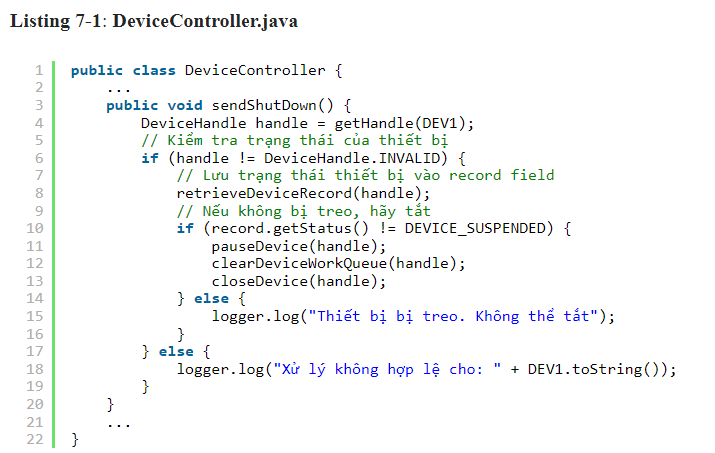 Listing 7-1: DeviceController.java
1 public class DeviceController {
2 ...
3 public void sendShutDown() {
4 DeviceHandle handle = getHandle(DEV1);
5 // Kiểm tra trạng thái của thiết bị
6 if (handle != DeviceHandle.INVALID) {
7 // Lưu trạng thái thiết bị vào record field
8 retrieveDeviceRecord(handle);
9 // Nếu không bị treo, hãy tắt
10 if (record.getStatus() != DEVICE_SUSPENDED) {
11 pauseDevice(handle);
12 clearDeviceWorkQueue(handle);
13 closeDevice(handle);
14 } else {
15 logger.log("Thiết bị bị treo. Không thể tắt");
16 }
17 } else {
18 logger.log("Xử lý không hợp lệ cho: " + DEV1.toString());
19 }
20 }
21 ...
22 }